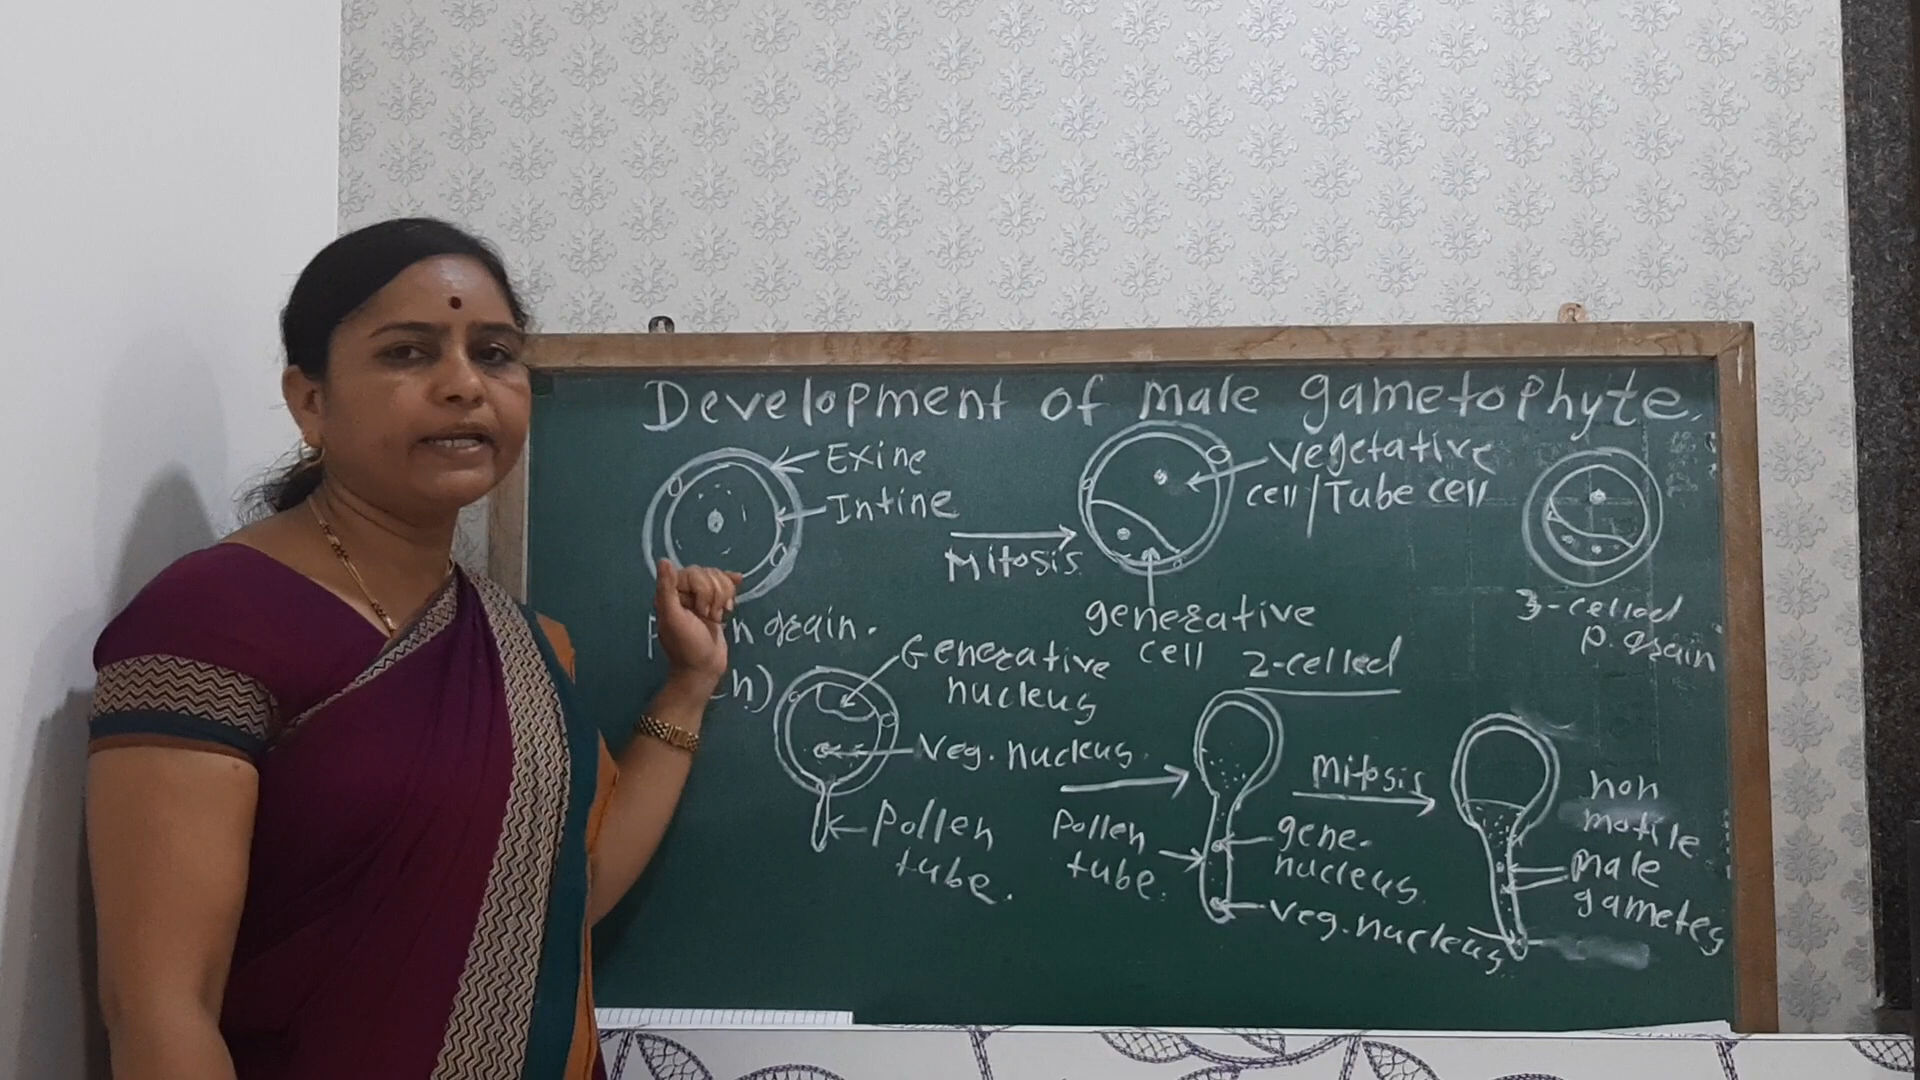 Development of male gametophyte.
Exine
Intine
Mitosis
Vegetative
cell/Tube cell
generative
cell
2-celled
3-celled
p. grain
n grain.
h)
Generative
nucleus
Veg. nucleus
Pollen
tube.
Pollen
tube.
gene.
nucleus
Veg. nucleus
Mitosis
non
motile
male
gametes